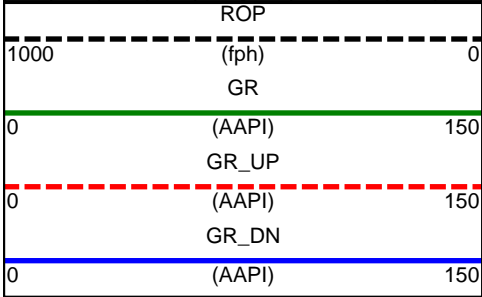 ROP
1000 (fph) 0
GR
0 (AAPI) 150
GR_UP
0 (AAPI) 150
GR_DN
0 (AAPI) 150